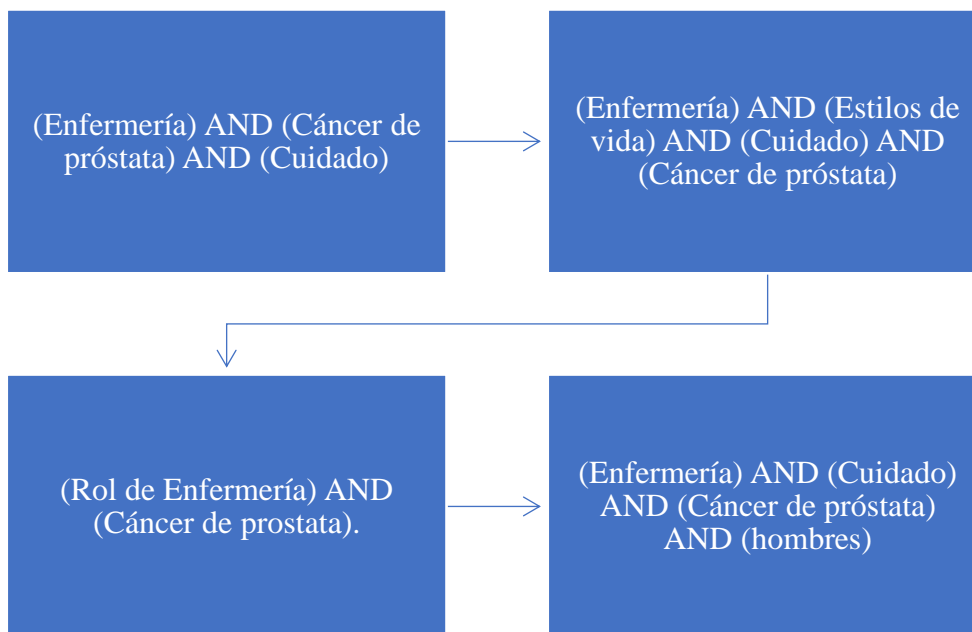 (Enfermería) AND (Cáncer de
próstata) AND (Cuidado)
(Enfermería) AND (Estilos de
vida) AND (Cuidado) AND
(Cáncer de próstata)
(Rol de Enfermería) AND
(Cáncer de prostata).
(Enfermería) AND (Cuidado)
AND (Cáncer de próstata)
AND (hombres)